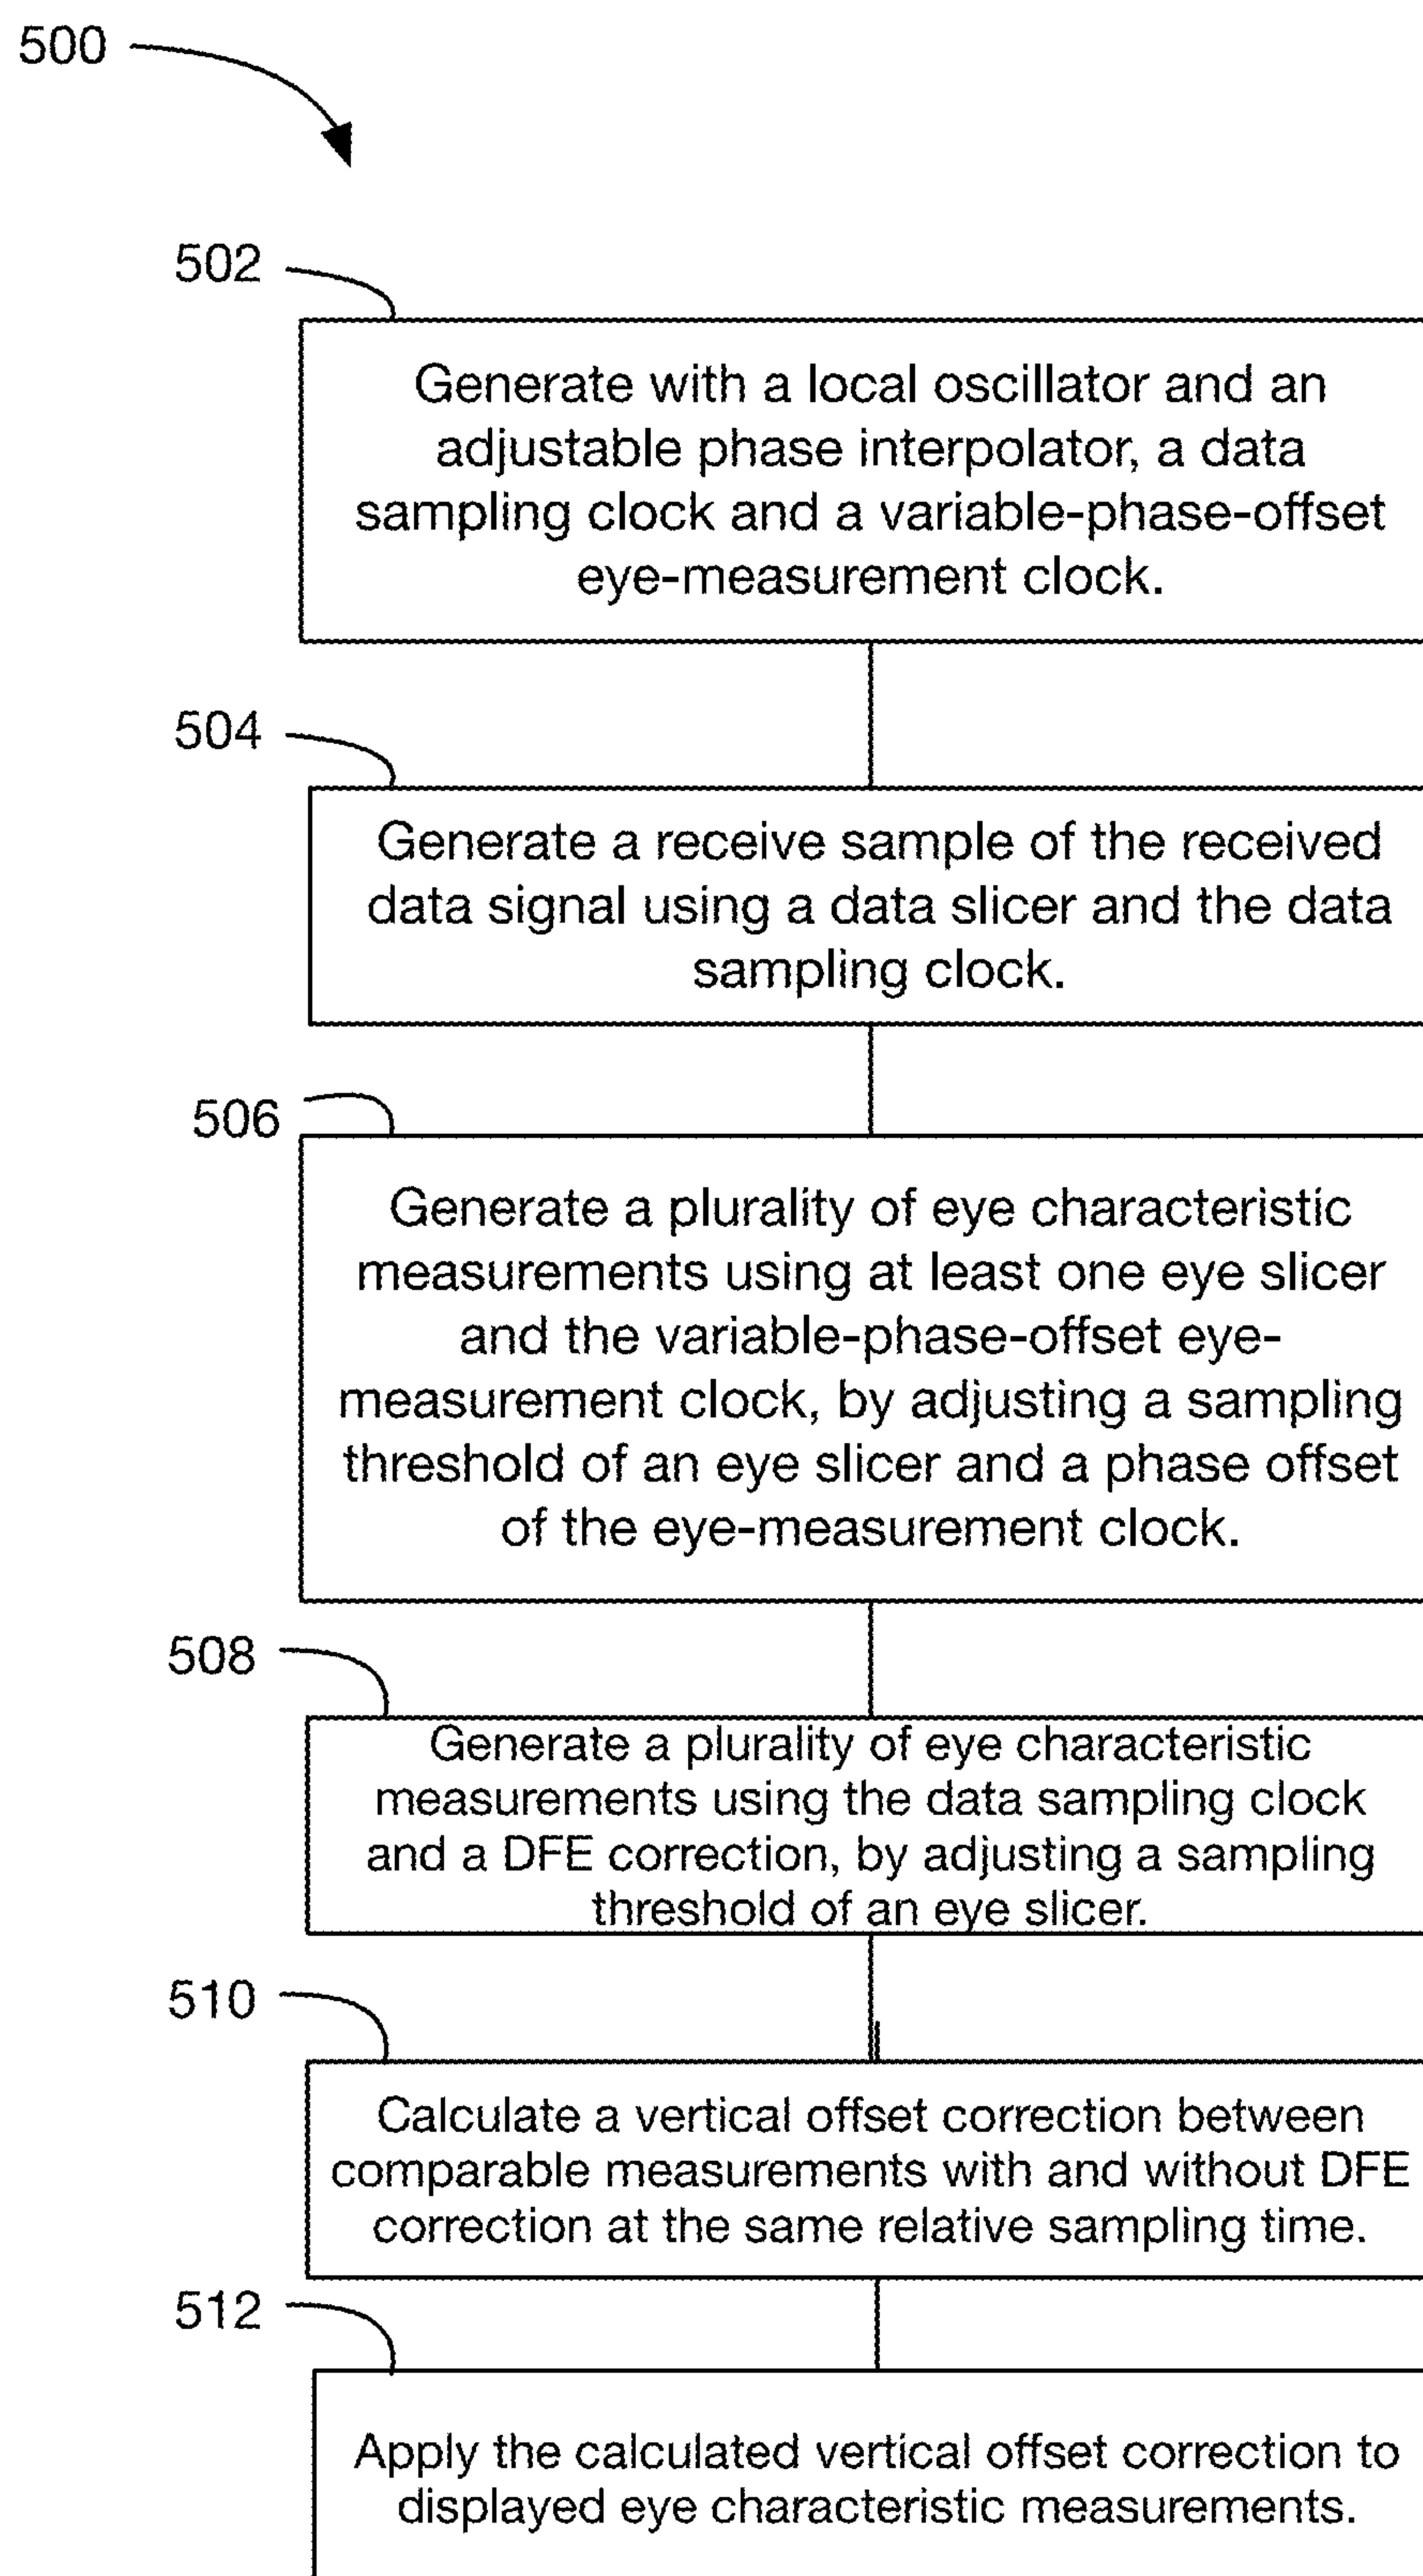 500
502
Generate with a local oscillator and an
adjustable phase interpolator, a data
sampling clock and a variable-phase-offset
eye-measurement clock.
504
Generate a receive sample of the received
data signal using a data slicer and the data
sampling clock.
506
Generate a plurality of eye characteristic
measurements using at least one eye slicer
and the variable-phase-offset eye-
measurement clock, by adjusting a sampling
threshold of an eye slicer and a phase offset
of the eye-measurement clock.
508
Generate a plurality of eye characteristic
measurements using the data sampling clock
and a DFE correction, by adjusting a sampling
threshold of an eye slicer.
510
Calculate a vertical offset correction between
comparable measurements with and without DFE
correction at the same relative sampling time.
512
Apply the calculated vertical offset correction to
displayed eye characteristic measurements.